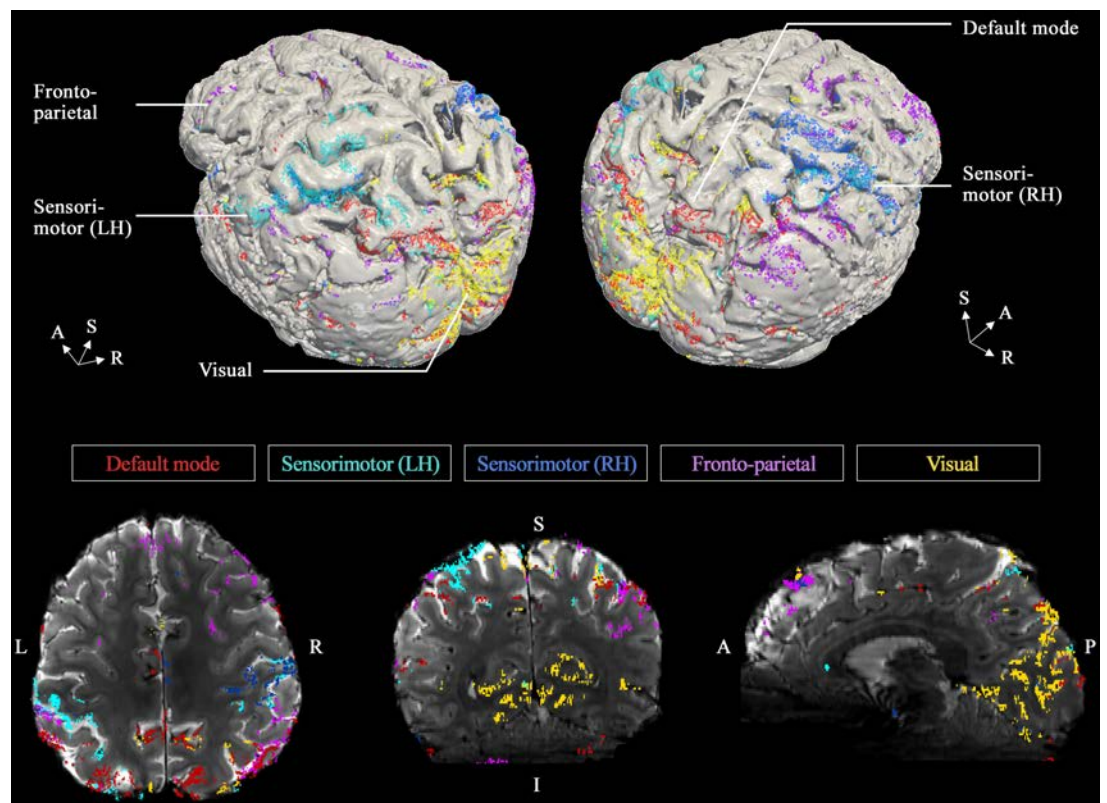 Default mode
Fronto-
parietal
Sensori-
motor (LH)
Sensori-
motor (RH)
A
S
R
S
A
R
Visual
Default mode
Sensorimotor (LH)
Sensorimotor (RH)
Fronto-parietal
Visual
S
L
R
A
P
I